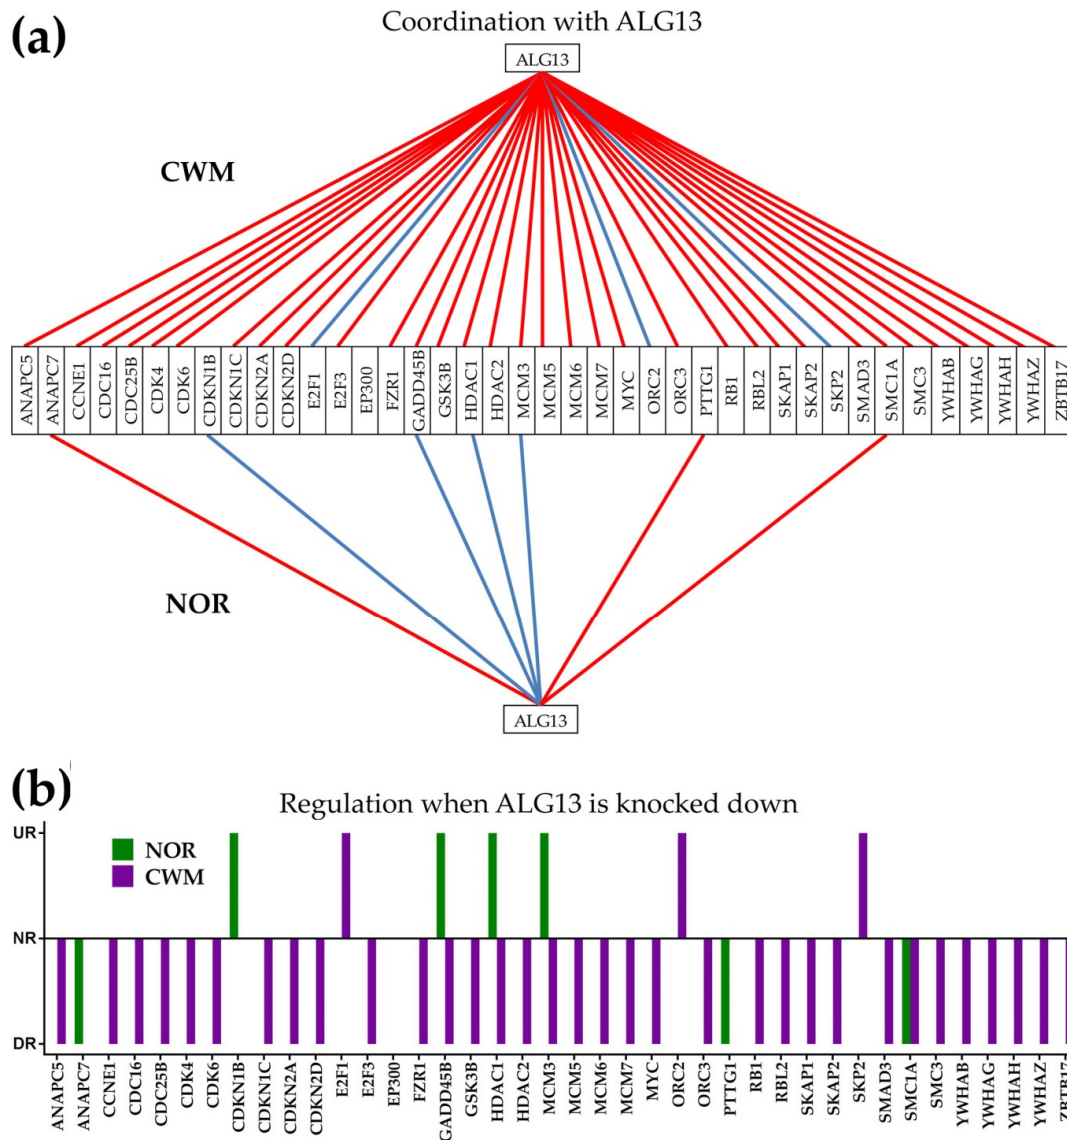 (a)
Coordination with ALG13
ALG13
CWM
ANAPC5
ANAPC7
CCNE1
CDC16
CDC25B
CDK4
CDK6
CDKN1B
CDKN1C
CDKN2A
CDKN2D
E2F1
E2F3
EP300
FZR1
GADD45B
GSK3B
HDAC1
HDAC2
MCM3
MCM5
MCM6
MCM7
MYC
ORC2
ORC3
PTTG1
RB1
RBL2
SKAP1
SKAP2
SKP2
SMAD3
SMC1A
SMC3
YWHAB
YWHAG
YWHAH
YWHAZ
ZBTB17
NOR
ALG13
(b)
Regulation when ALG13 is knocked down
UR
NOR
CWM
NR
DR
ANAPC5
ANAPC7
CCNE1
CDC16
CDC25B
CDK4
CDK6
CDKN1B
CDKN1C
CDKN2A
CDKN2D
E2F1
E2F3
EP300
FZR1
GADD45B
GSK3B
HDAC1
HDAC2
MCM3
MCM5
MCM6
MCM7
MYC
ORC2
ORC3
PTTG1
RB1
RBL2
SKAP1
SKAP2
SKP2
SMAD3
SMC1A
SMC3
YWHAB
YWHAG
YWHAH
YWHAZ
ZBTB17